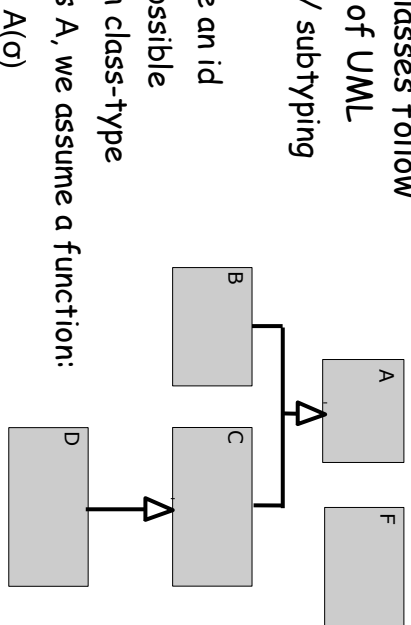 lasses follow
of UML
/ subtyping
e an id
ossible
n class-type
s A, we assume a function:
A(σ)
A
F
B
C
D